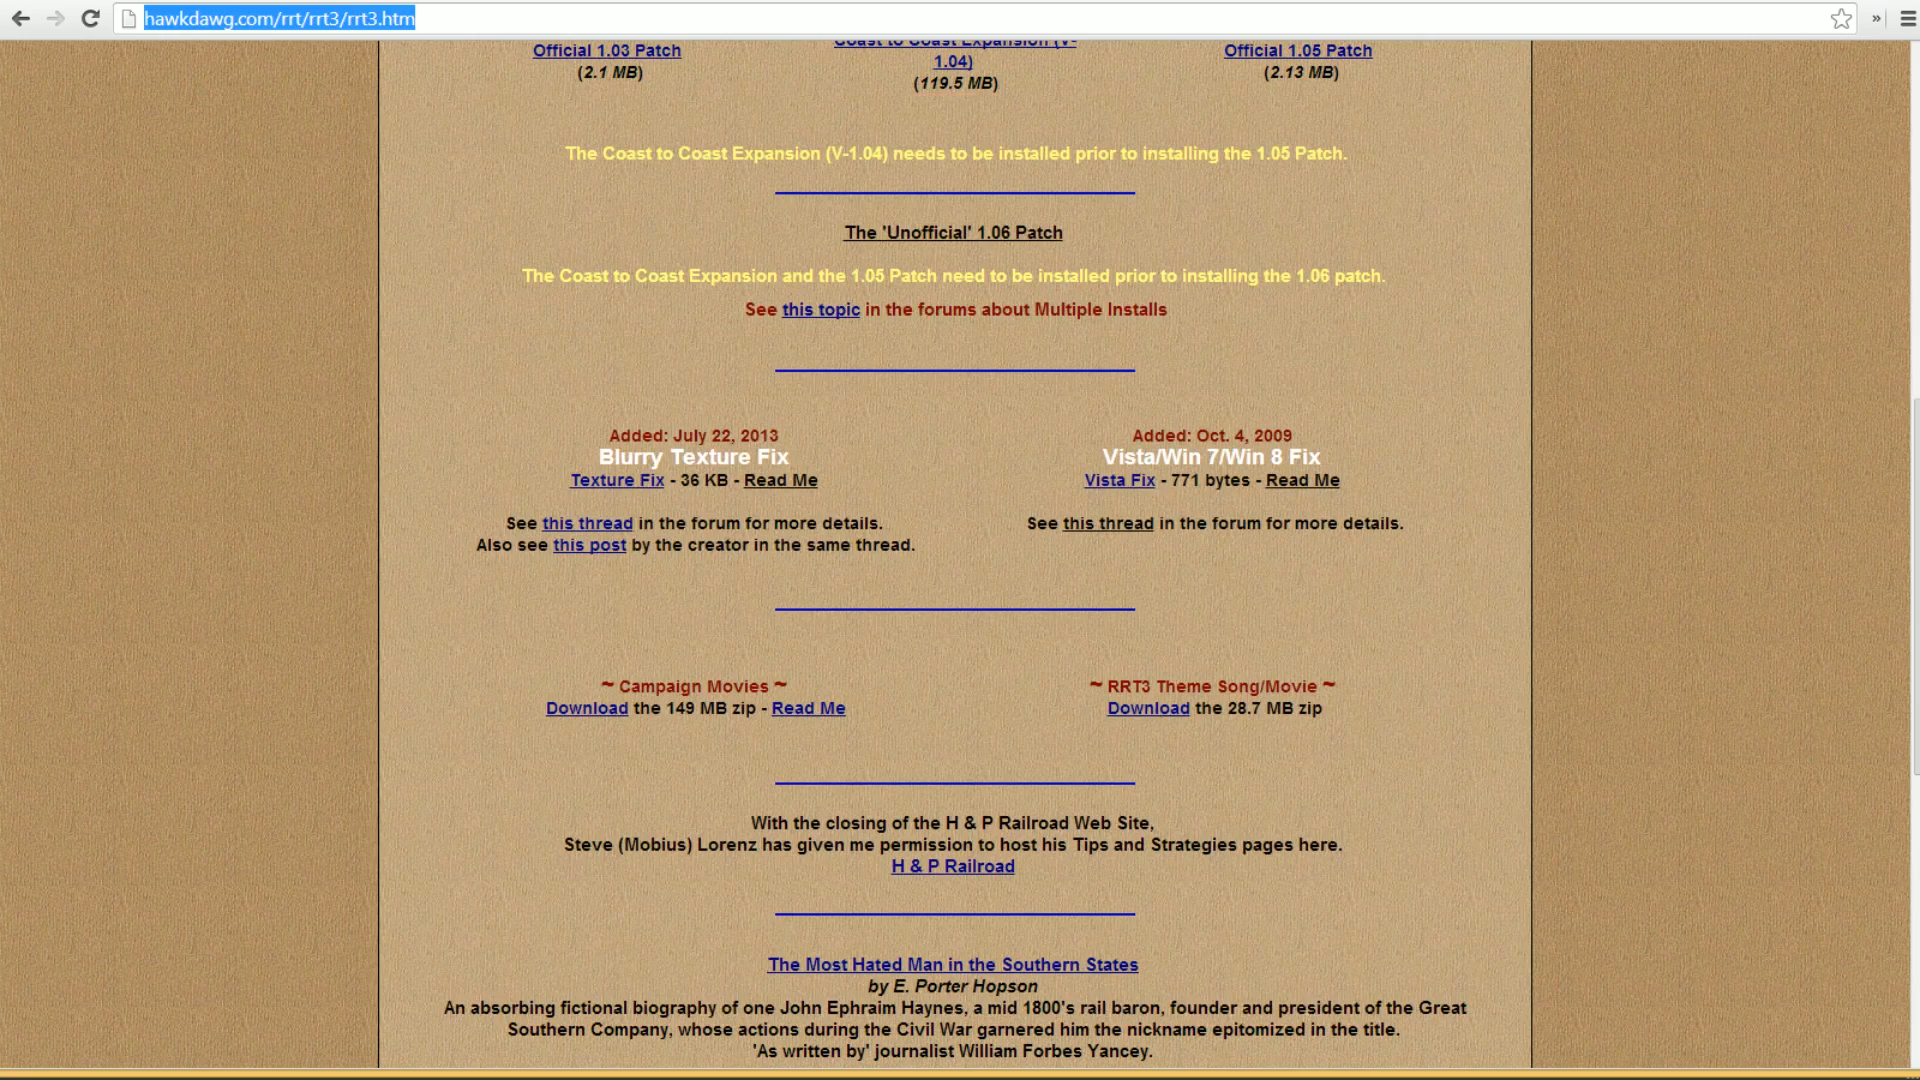 hawkdawg.com/rrt/rrt3/rrt3.htm
»
Official 1.03 Patch
(2.1 MB)
Coast to Coast Expansion (V-
1.04)
(119.5 MB)
Official 1.05 Patch
(2.13 MB)
The Coast to Coast Expansion (V-1.04) needs to be installed prior to installing the 1.05 Patch.
The 'Unofficial' 1.06 Patch
The Coast to Coast Expansion and the 1.05 Patch need to be installed prior to installing the 1.06 patch.
See this topic in the forums about Multiple Installs
Added: July 22, 2013
Blurry Texture Fix
Texture Fix - 36 KB - Read Me
See this thread in the forum for more details.
Also see this post by the creator in the same thread.
Added: Oct. 4, 2009
Vista/Win 7/Win 8 Fix
Vista Fix - 771 bytes - Read Me
See this thread in the forum for more details.
~ Campaign Movies ~
Download the 149 MB zip - Read Me
~ RRT3 Theme Song/Movie ~
Download the 28.7 MB zip
With the closing of the H & P Railroad Web Site,
Steve (Mobius) Lorenz has given me permission to host his Tips and Strategies pages here.
H & P Railroad
The Most Hated Man in the Southern States
by E. Porter Hopson
An absorbing fictional biography of one John Ephraim Haynes, a mid 1800's rail baron, founder and president of the Great
Southern Company, whose actions during the Civil War garnered him the nickname epitomized in the title.
'As written by' journalist William Forbes Yancey.